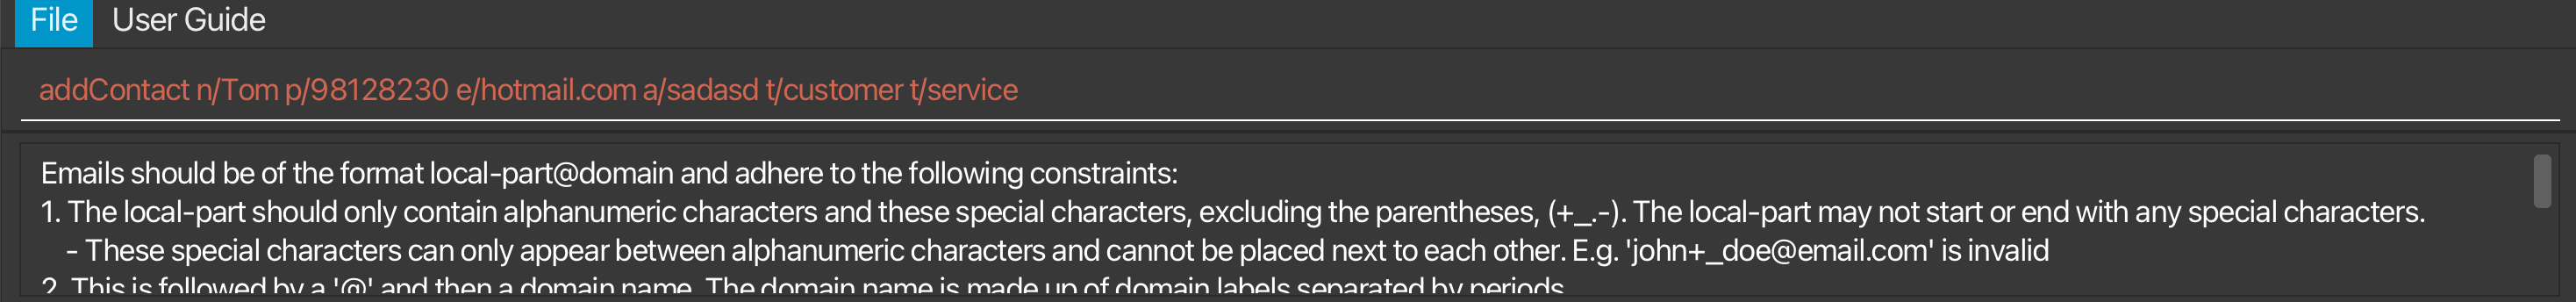 File User Guide
addContact n/Tom p/98128230 e/hotmail.com a/sadasd t/customer t/service
Emails should be of the format local-part@domain and adhere to the following constraints:
1. The local-part should only contain alphanumeric characters and these special characters, excluding the parentheses, (+_.-). The local-part may not start or end with any special characters.
- These special characters can only appear between alphanumeric characters and cannot be placed next to each other. E.g. 'john+_doe@email.com' is invalid
2. This is followed by a '@' and then a domain name. The domain name is made up of domain labels separated by periods.